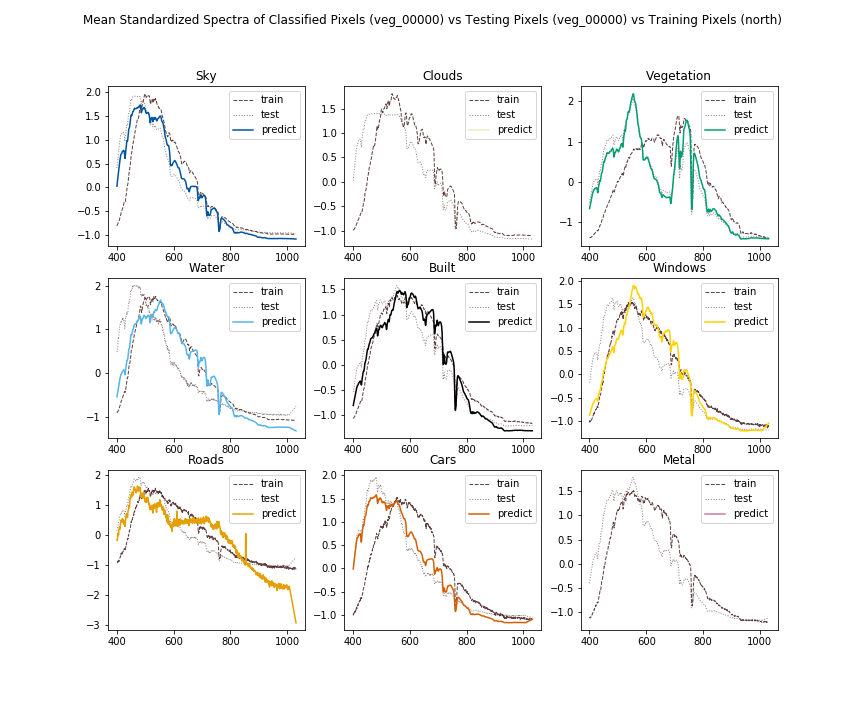 Mean Standardized Spectra of Classified Pixels (veg_00000) vs Testing Pixels (veg_00000) vs Training Pixels (north)
Sky
Clouds
Vegetation
train
test
predict
train
test
predict
train
test
predict
2.0
1.5
1.0
0.5
0.0
−0.5
−1.0
1.5
1.0
0.5
0.0
−0.5
−1.0
2
1
0
−1
400 600 800 1000
400 600 800 1000
400 600 800 1000
Water
Built
Windows
train
test
predict
train
test
predict
train
test
predict
2
1
0
−1
1.5
1.0
0.5
0.0
−0.5
−1.0
2.0
1.5
1.0
0.5
0.0
−0.5
−1.0
400 600 800 1000
400 600 800 1000
400 600 800 1000
Roads
Cars
Metal
train
test
predict
train
test
predict
train
test
predict
2
1
0
−1
−2
−3
2.0
1.5
1.0
0.5
0.0
−0.5
−1.0
1.5
1.0
0.5
0.0
−0.5
−1.0
400 600 800 1000
400 600 800 1000
400 600 800 1000